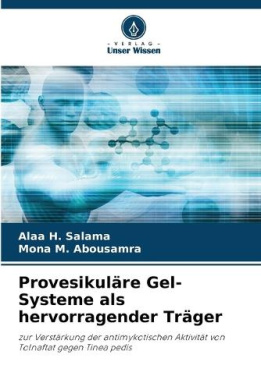 - VERLAG -
Unser Wissen
Alaa H. Salama
Mona M. Abousamra
Provesikuläre Gel-
Systeme als
hervorragender Träger
zur Verstärkung der antimykotischen Aktivität von
Tolnaftat gegen Tinea pedis